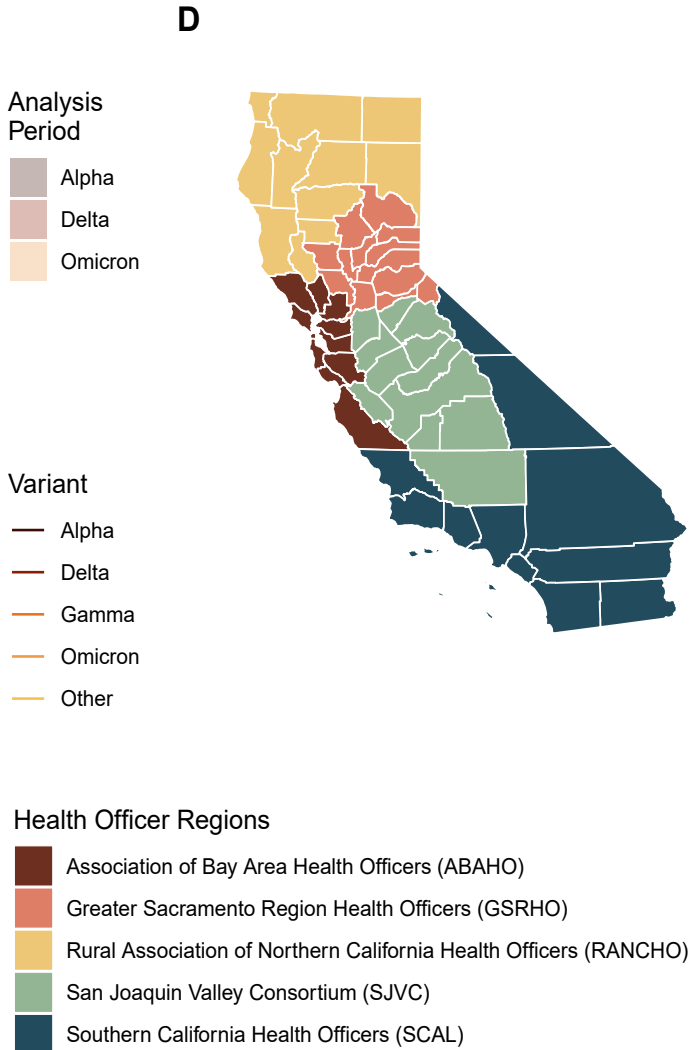 D
Analysis
Period
Alpha
Delta
Omicron
Variant
Alpha
Delta
Gamma
Omicron
Other
Health Officer Regions
Association of Bay Area Health Officers (ABAHO)
Greater Sacramento Region Health Officers (GSRHO)
Rural Association of Northern California Health Officers (RANCHO)
San Joaquin Valley Consortium (SJVC)
Southern California Health Officers (SCAL)